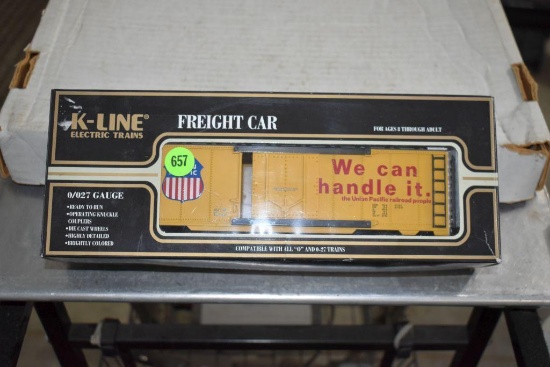 K-LINE®
ELECTRIC TRAINS
FREIGHT CAR
FOR AGES 8 THROUGH ADULT
657
We can
handle it.
the Union Pacific railroad people
0/027 GAUGE
•READY TO RUN
•OPERATING KNUCKLE
COUPLERS
•DIE CAST WHEELS
•HIGHLY DETAILED
•BRIGHTLY COLORED
COMPATIBLE WITH ALL "O" AND 0-27 TRAINS